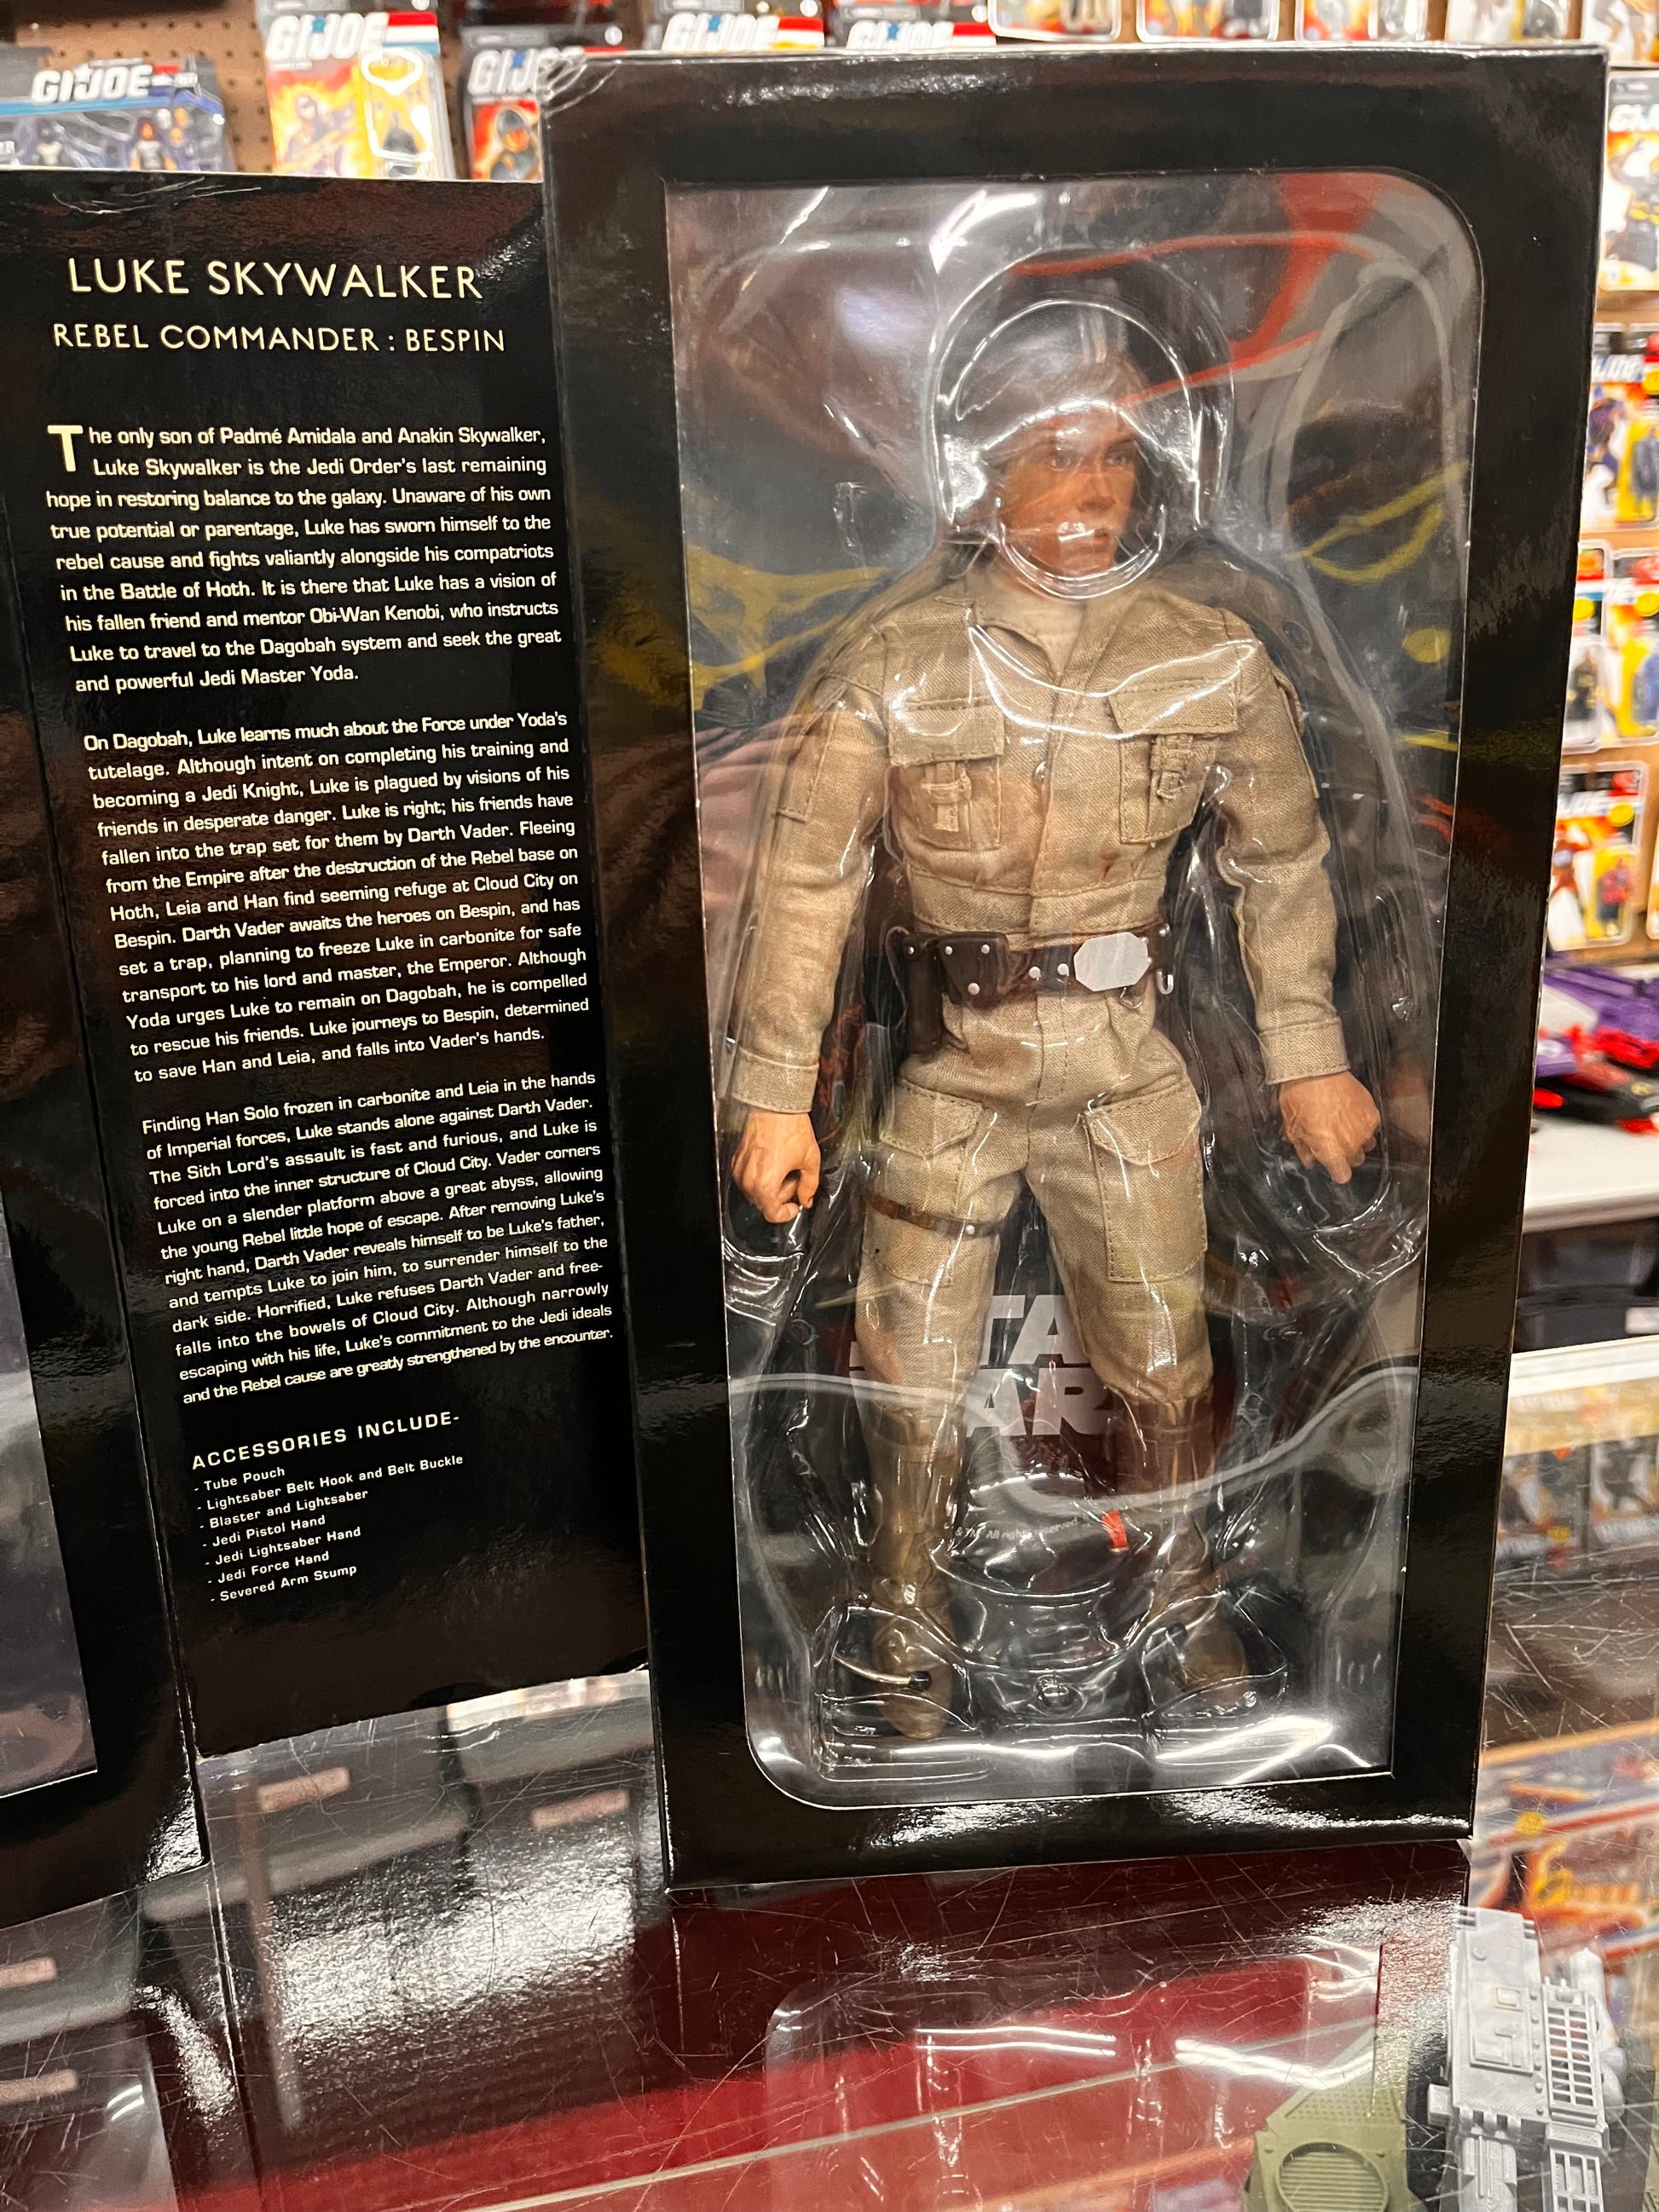 GIJOE
GIJOE
GIJOE
GIJOE
LUKE SKYWALKER
REBEL COMMANDER : BESPIN
The only son of Padmé Amidala and Anakin Skywalker,
Luke Skywalker is the Jedi Order's last remaining
hope in restoring balance to the galaxy. Unaware of his own
true potential or parentage, Luke has sworn himself to the
rebel cause and fights valiantly alongside his compatriots
in the Battle of Hoth. It is there that Luke has a vision of
his fallen friend and mentor Obi-Wan Kenobi, who instructs
Luke to travel to the Dagobah system and seek the great
and powerful Jedi Master Yoda.
On Dagobah, Luke learns much about the Force under Yoda's
tutelage. Although intent on completing his training and
becoming a Jedi Knight, Luke is plagued by visions of his
friends in desperate danger. Luke is right; his friends have
fallen into the trap set for them by Darth Vader. Fleeing
from the Empire after the destruction of the Rebel base on
Hoth, Leia and Han find seeming refuge at Cloud City on
Bespin. Darth Vader awaits the heroes on Bespin, and has
set a trap, planning to freeze Luke in carbonite for safe
transport to his lord and master, the Emperor. Although
Yoda urges Luke to remain on Dagobah, he is compelled
to rescue his friends. Luke journeys to Bespin, determined
to save Han and Leia, and falls into Vader's hands.
Finding Han Solo frozen in carbonite and Leia in the hands
of Imperial forces, Luke stands alone against Darth Vader.
The Sith Lord's assault is fast and furious, and Luke is
forced into the inner structure of Cloud City. Vader corners
Luke on a slender platform above a great abyss, allowing
the young Rebel little hope of escape. After removing Luke's
right hand, Darth Vader reveals himself to be Luke's father,
and tempts Luke to join him, to surrender himself to the
dark side. Horrified, Luke refuses Darth Vader and free-
falls into the bowels of Cloud City. Although narrowly
escaping with his life, Luke's commitment to the Jedi ideals
and the Rebel cause are greatly strengthened by the encounter.
ACCESSORIES INCLUDE-
- Tube Pouch
- Lightsaber Belt Hook and Belt Buckle
- Blaster and Lightsaber
- Jedi Pistol Hand
- Jedi Lightsaber Hand
- Jedi Force Hand
- Severed Arm Stump
TA
AR
& TM All rights reserved